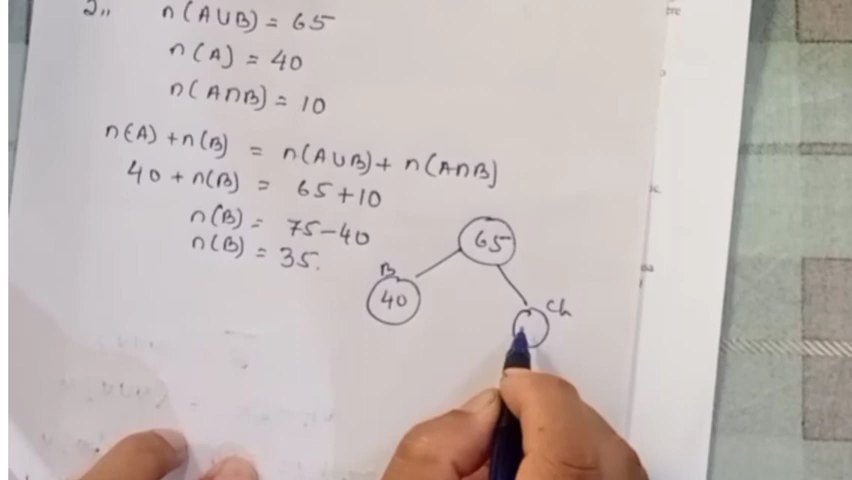 2,, n(A∪B) = 65
n(A) = 40
n(A∩B) = 10
n(A) + n(B) = n(A∪B) + n(A∩B)
40 + n(B) = 65+10
n(B) = 75-40
n(B) = 35.
65
B
40
Ch